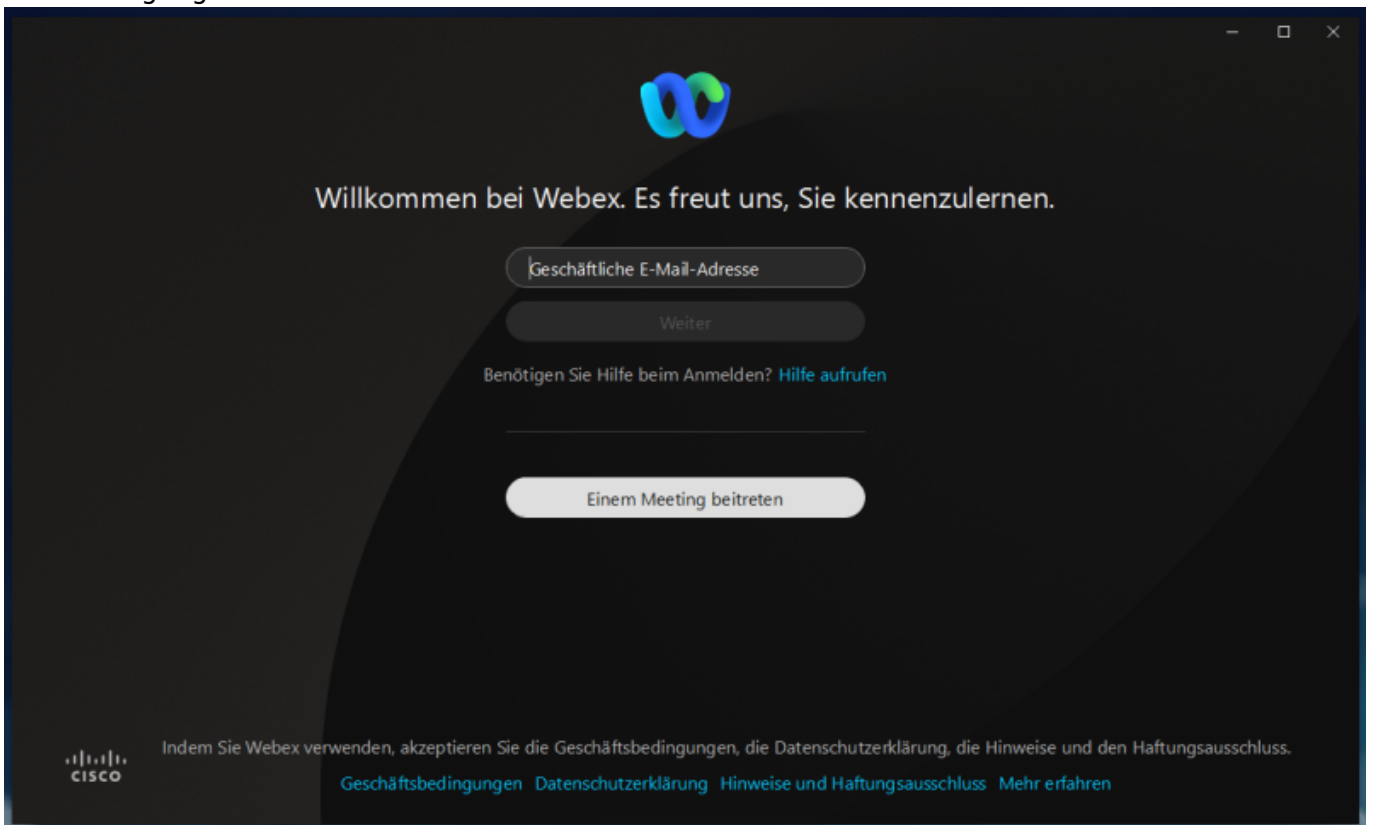 Willkommen bei Webex. Es freut uns, Sie kennenzulernen.
Geschäftliche E-Mail-Adresse
Weiter
Benötigen Sie Hilfe beim Anmelden? Hilfe aufrufen
Einem Meeting beitreten
Indem Sie Webex verwenden, akzeptieren Sie die Geschäftsbedingungen, die Datenschutzerklärung, die Hinweise und den Haftungsausschluss.
CISCO
Geschäftsbedingungen Datenschutzerklärung Hinweise und Haftungsausschluss Mehr erfahren